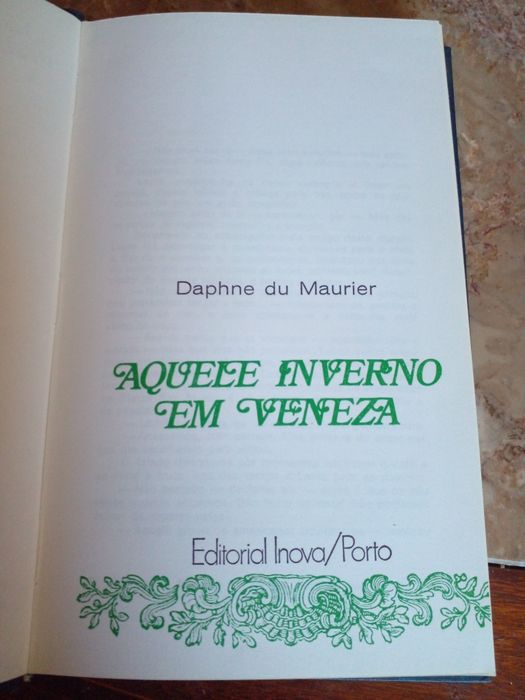 Daphne du Maurier
AQUELE INVERNO
EM VENEZA
Editorial Inova/Porto